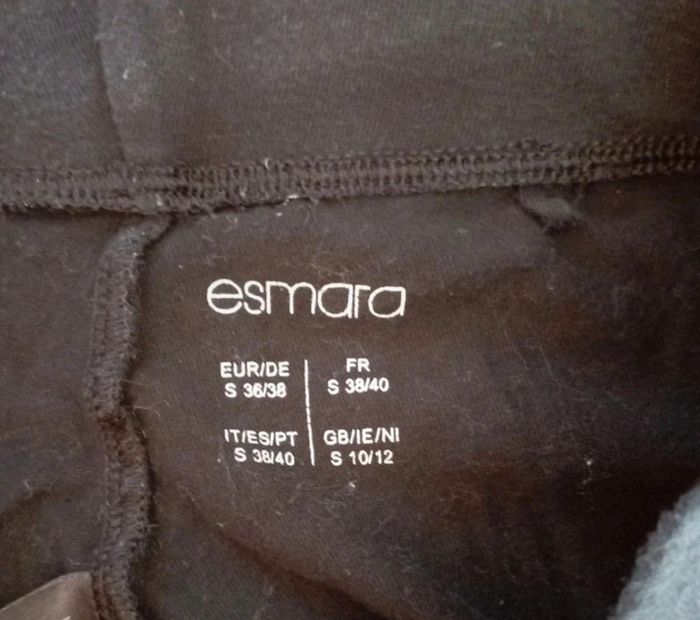 esmara
EUR/DE
S 36/38
FR
S 38/40
IT/ES/PT
S 38/40
GB/IE/NI
S 10/12